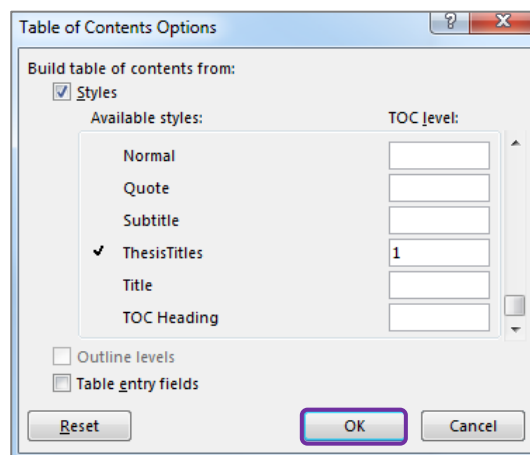 Table of Contents Options
?
Build table of contents from:
Styles
Available styles: TOC level:
Normal
Quote
Subtitle
ThesisTitles 1
Title
TOC Heading
Outline levels
Table entry fields
Reset OK Cancel